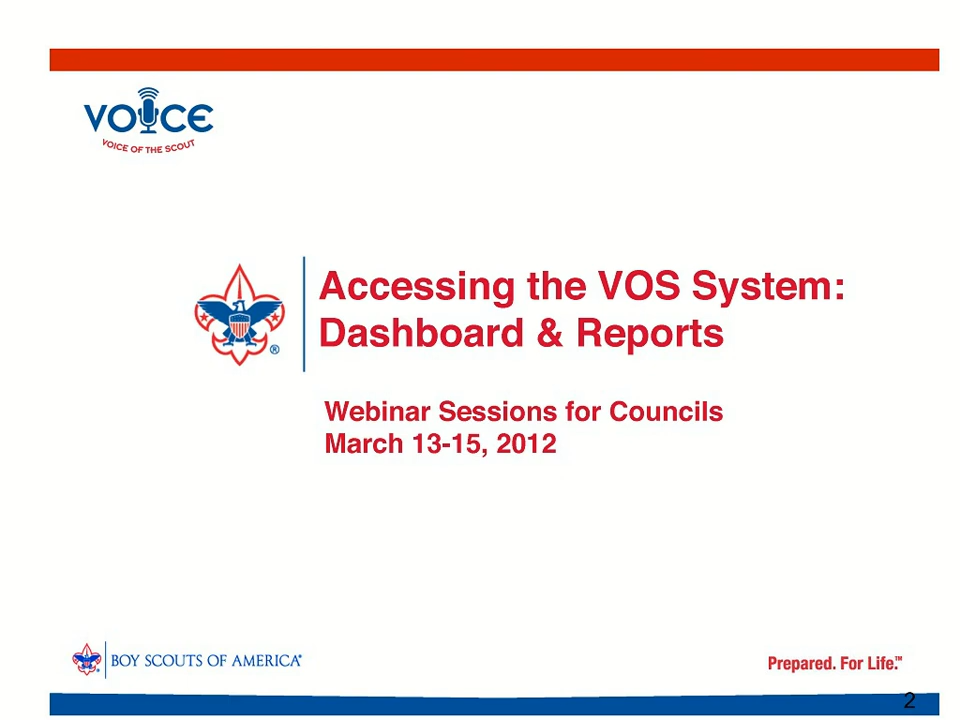 VOICE
VOICE OF THE SCOUT
Accessing the VOS System:
Dashboard & Reports
®
Webinar Sessions for Councils
March 13-15, 2012
BOY SCOUTS OF AMERICA®
Prepared. For Life.™
2